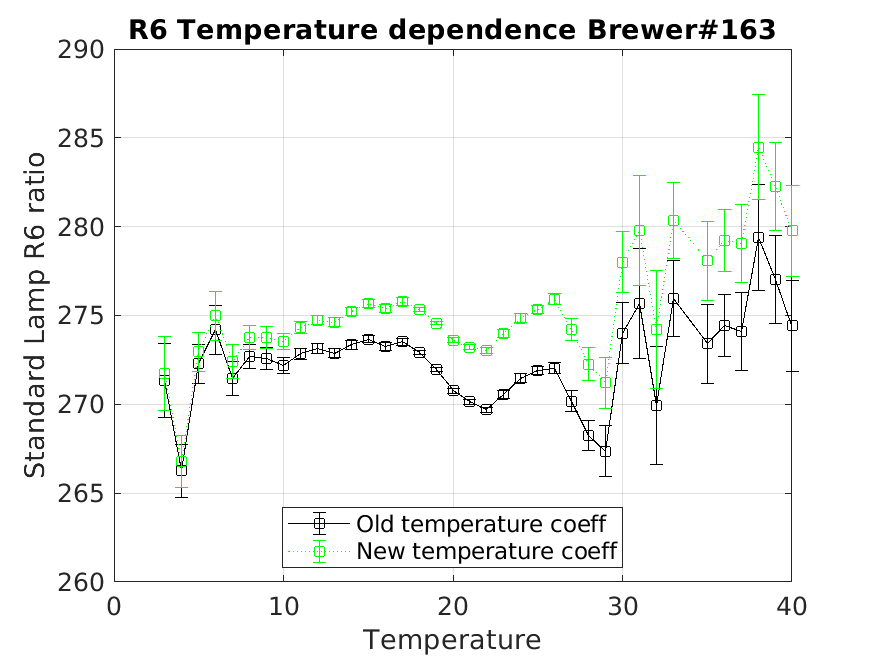 R6 Temperature dependence Brewer#163
290
285
280
275
270
265
260
Standard Lamp R6 ratio
Old temperature coeff
New temperature coeff
0 10 20 30 40
Temperature